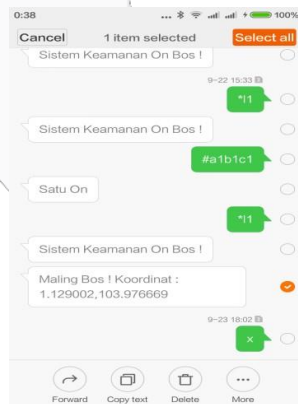 0:38 ... 100%
Cancel 1 item selected Select all
Sistem Keamanan On Bos !
9-22 15:33
*I1
Sistem Keamanan On Bos !
#a1b1c1
Satu On
*I1
Sistem Keamanan On Bos !
Maling Bos ! Koordinat :
1.129002,103.976669
9-23 18:02
x
Forward Copy text Delete More